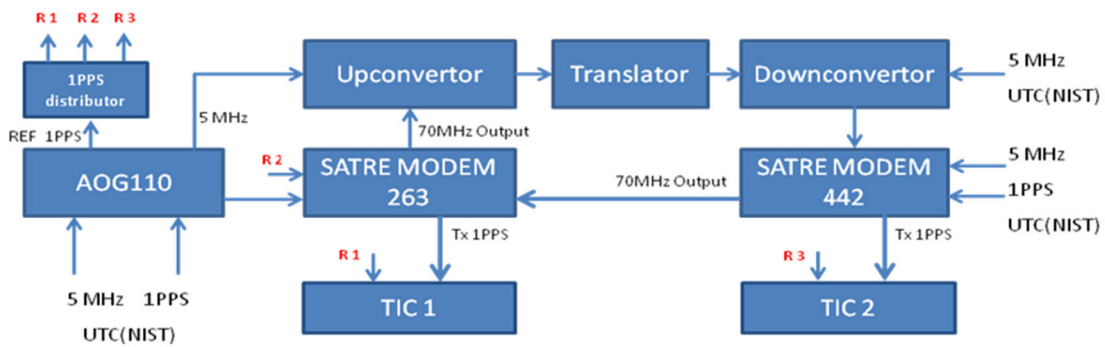 R 1 R 2 R 3
1PPS
distributor
REF 1PPS
AOG110
5 MHz 1PPS
UTC(NIST)
5 MHz
Upconvertor
Translator
Downconvertor
5 MHz
UTC(NIST)
70MHz Output
R 2
SATRE MODEM
263
70MHz Output
SATRE MODEM
442
5 MHz
1PPS
UTC(NIST)
Tx 1PPS
R 1
TIC 1
Tx 1PPS
R 3
TIC 2